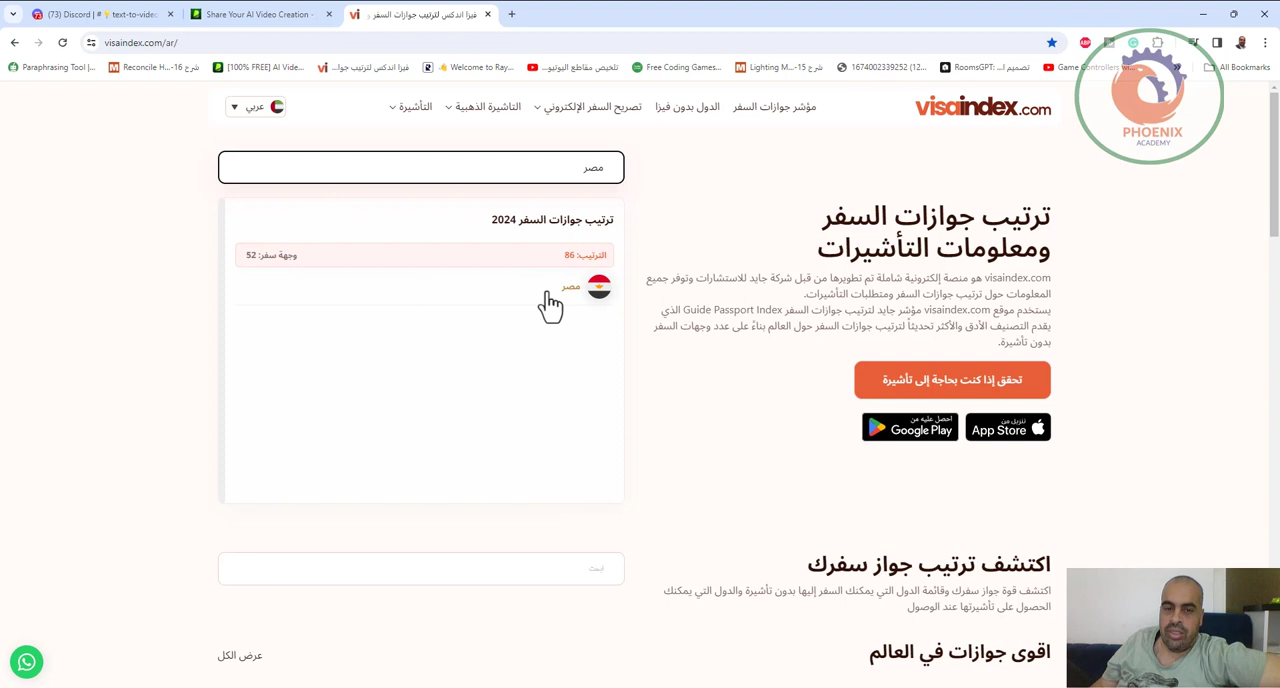 (73) Discord | #💡text-to-video
Share Your AI Video Creation -
فيزا اندكس لترتيب جوازات السفر و
visaindex.com/ar/
Paraphrasing Tool |...
Reconcile H...-16 شرح
[100% FREE] AI Vide...
فيزا اندكس لترتيب جوا...
👋 Welcome to Ray...
تلخيص مقاطع اليوتيو...
Free Coding Games...
Lighting M...-15 شرح
1674002339252 (12...
RoomsGPT: تصميم ا...
Game Controllers wi...
All Bookmarks
visaindex.com
مؤشر جوازات السفر
الدول بدون فيزا
تصريح السفر الإلكتروني
التاشيرة الذهبية
التأشيرة
عربي
PHOENIX
ACADEMY
مصر
ترتيب جوازات السفر 2024
الترتيب: 86
وجهة سفر: 52
مصر
ترتيب جوازات السفر
ومعلومات التأشيرات
visaindex.com هو منصة إلكترونية شاملة تم تطويرها من قبل شركة جايد للاستشارات وتوفر جميع
المعلومات حول ترتيب جوازات السفر ومتطلبات التأشيرات.
يستخدم موقع visaindex.com مؤشر جايد لترتيب جوازات السفر Guide Passport Index الذي
يقدم التصنيف الأدق والأكثر تحديثاً لترتيب جوازات السفر حول العالم بناءً على عدد وجهات السفر
بدون تأشيرة.
تحقق إذا كنت بحاجة إلى تأشيرة
تنزيل من
App Store
احصل عليه من
Google Play
اكتشف ترتيب جواز سفرك
اكتشف قوة جواز سفرك وقائمة الدول التي يمكنك السفر إليها بدون تأشيرة والدول التي يمكنك
الحصول على تأشيرتها عند الوصول
ابحث
اقوى جوازات في العالم
عرض الكل